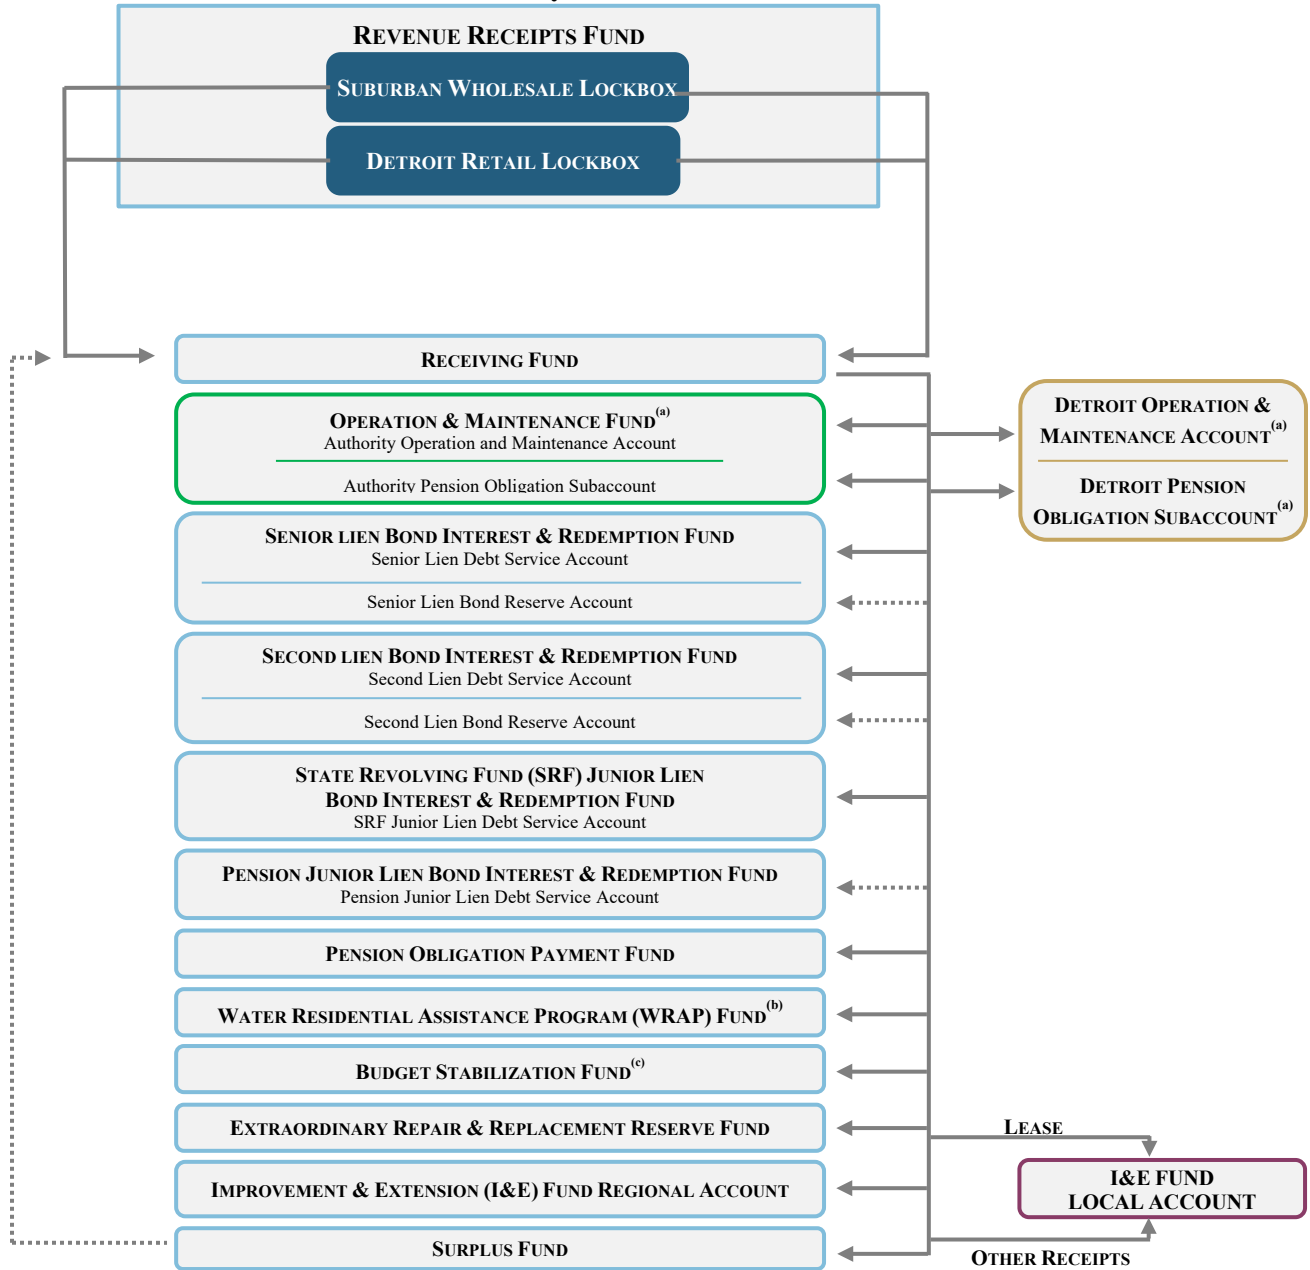 REVENUE RECEIPTS FUND
SUBURBAN WHOLESALE LOCKBOX
DETROIT RETAIL LOCKBOX
RECEIVING FUND
OPERATION & MAINTENANCE FUND(a)
Authority Operation and Maintenance Account
Authority Pension Obligation Subaccount
DETROIT OPERATION &
MAINTENANCE ACCOUNT(a)
DETROIT PENSION
OBLIGATION SUBACCOUNT(a)
SENIOR LIEN BOND INTEREST & REDEMPTION FUND
Senior Lien Debt Service Account
Senior Lien Bond Reserve Account
SECOND LIEN BOND INTEREST & REDEMPTION FUND
Second Lien Debt Service Account
Second Lien Bond Reserve Account
STATE REVOLVING FUND (SRF) JUNIOR LIEN
BOND INTEREST & REDEMPTION FUND
SRF Junior Lien Debt Service Account
PENSION JUNIOR LIEN BOND INTEREST & REDEMPTION FUND
Pension Junior Lien Debt Service Account
PENSION OBLIGATION PAYMENT FUND
WATER RESIDENTIAL ASSISTANCE PROGRAM (WRAP) FUND(b)
BUDGET STABILIZATION FUND(c)
EXTRAORDINARY REPAIR & REPLACEMENT RESERVE FUND
LEASE
IMPROVEMENT & EXTENSION (I&E) FUND REGIONAL ACCOUNT
I&E FUND
LOCAL ACCOUNT
SURPLUS FUND
OTHER RECEIPTS